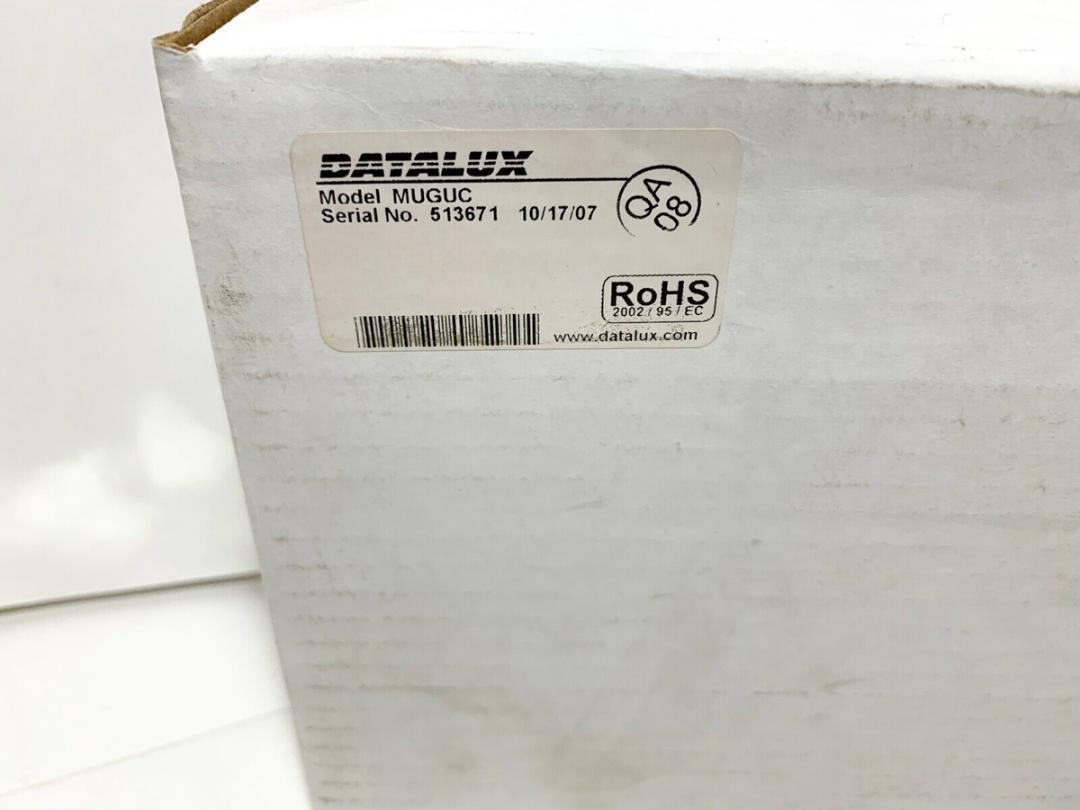 DATALUX
Model MUGUC
Serial No. 513671 10/17/07
QA
08
RoHS
2002 / 95 / EC
www.datalux.com